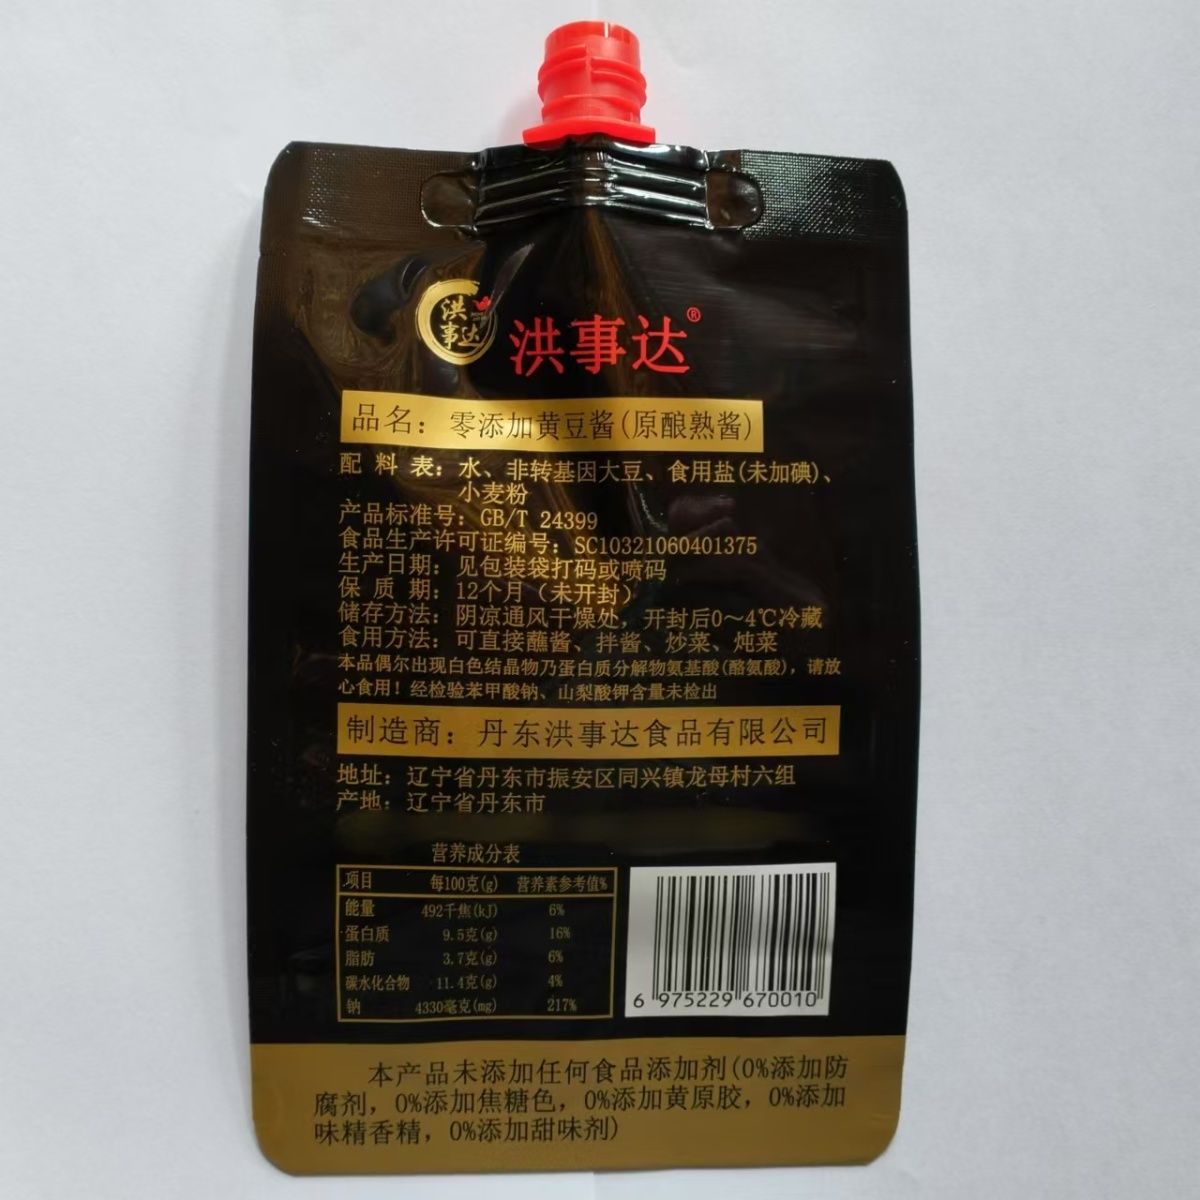 洪
事达
洪事达®
品名：零添加黄豆酱(原酿熟酱)
配料表：水、非转基因大豆、食用盐(未加碘)、
小麦粉
产品标准号：GB/T 24399
食品生产许可证编号：SC10321060401375
生产日期：见包装袋打码或喷码
保质期：12个月（未开封）
储存方法：阴凉通风干燥处，开封后0～4℃冷藏
食用方法：可直接蘸酱、拌酱、炒菜、炖菜
本品偶尔出现白色结晶物乃蛋白质分解物氨基酸(酪氨酸)，请放
心食用！经检验苯甲酸钠、山梨酸钾含量未检出
制造商：丹东洪事达食品有限公司
地址：辽宁省丹东市振安区同兴镇龙母村六组
产地：辽宁省丹东市
营养成分表
项目 每100克(g) 营养素参考值%
能量 492千焦(kJ) 6%
蛋白质 9.5克(g) 16%
脂肪 3.7克(g) 6%
碳水化合物 11.4克(g) 4%
钠 4330毫克(mg) 217%
6 975229 670010
本产品未添加任何食品添加剂(0%添加防
腐剂，0%添加焦糖色，0%添加黄原胶，0%添加
味精香精，0%添加甜味剂)